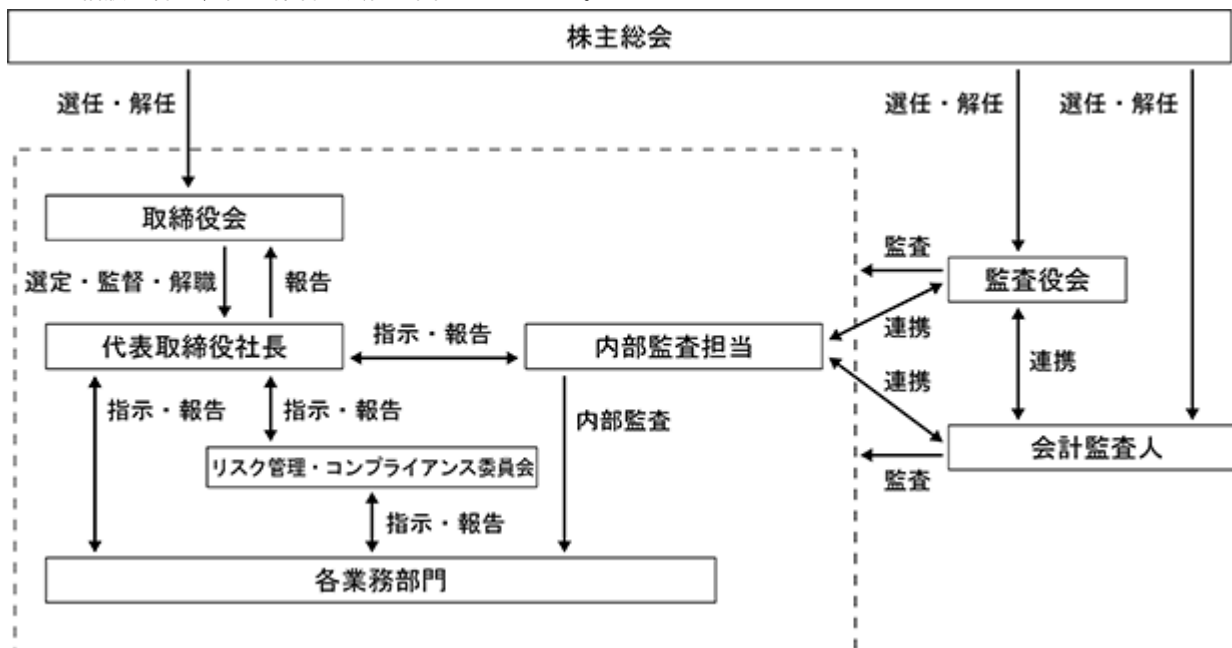 株主総会
選任・解任
選任・解任
選任・解任
取締役会
監査
監査役会
選定・監督・解職
報告
連携
代表取締役社長
指示・報告
内部監査担当
連携
連携
指示・報告
指示・報告
内部監査
会計監査人
リスク管理・コンプライアンス委員会
監査
指示・報告
各業務部門